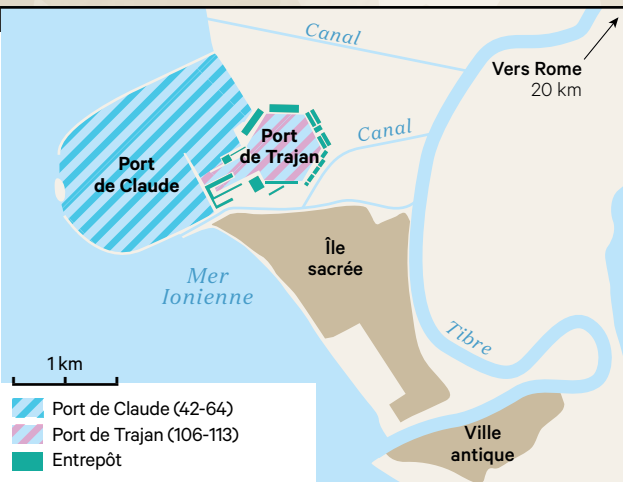 Canal
Vers Rome
20 km
Canal
Port
de Trajan
Port
de Claude
Île
sacrée
Mer
Ionienne
Tibre
1 km
Port de Claude (42-64)
Port de Trajan (106-113)
Entrepôt
Ville
antique